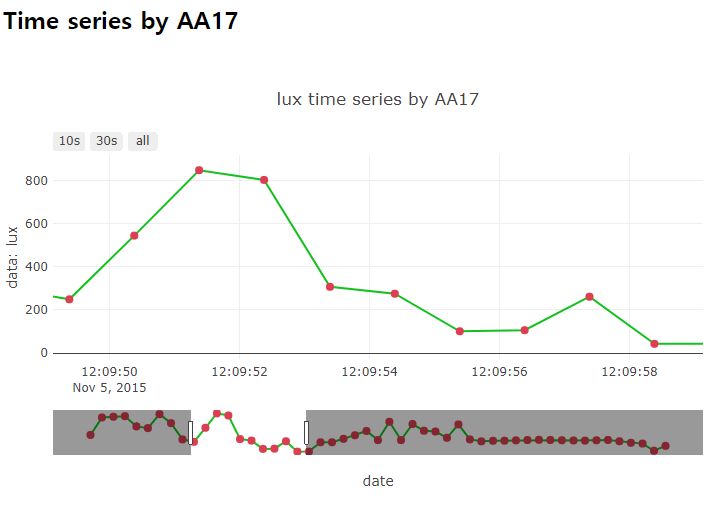 Time series by AA17
lux time series by AA17
10s 30s all
data: lux
800
600
400
200
0
12:09:50 12:09:52 12:09:54 12:09:56 12:09:58
Nov 5, 2015
date